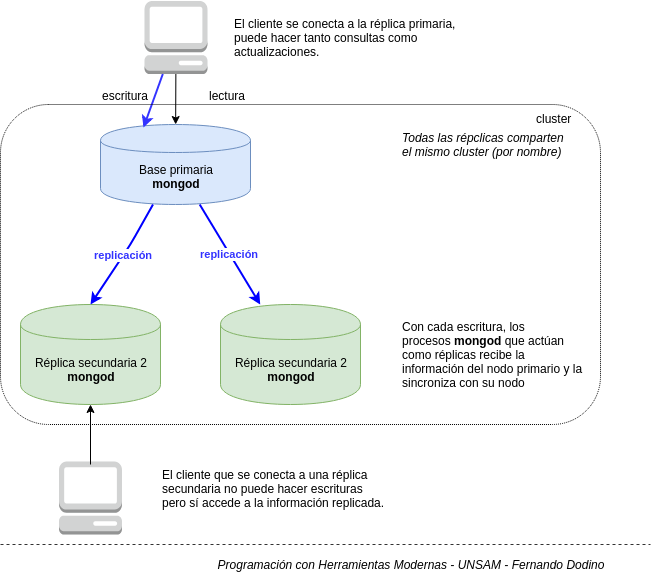 El cliente se conecta a la réplica primaria,
puede hacer tanto consultas como
actualizaciones.
escritura
lectura
cluster
Todas las répclicas comparten
el mismo cluster (por nombre)
Base primaria
mongod
replicación
replicación
Réplica secundaria 2
mongod
Réplica secundaria 2
mongod
Con cada escritura, los
procesos mongod que actúan
como réplicas recibe la
información del nodo primario y la
sincroniza con su nodo
El cliente que se conecta a una réplica
secundaria no puede hacer escrituras
pero sí accede a la información replicada.
Programación con Herramientas Modernas - UNSAM - Fernando Dodino